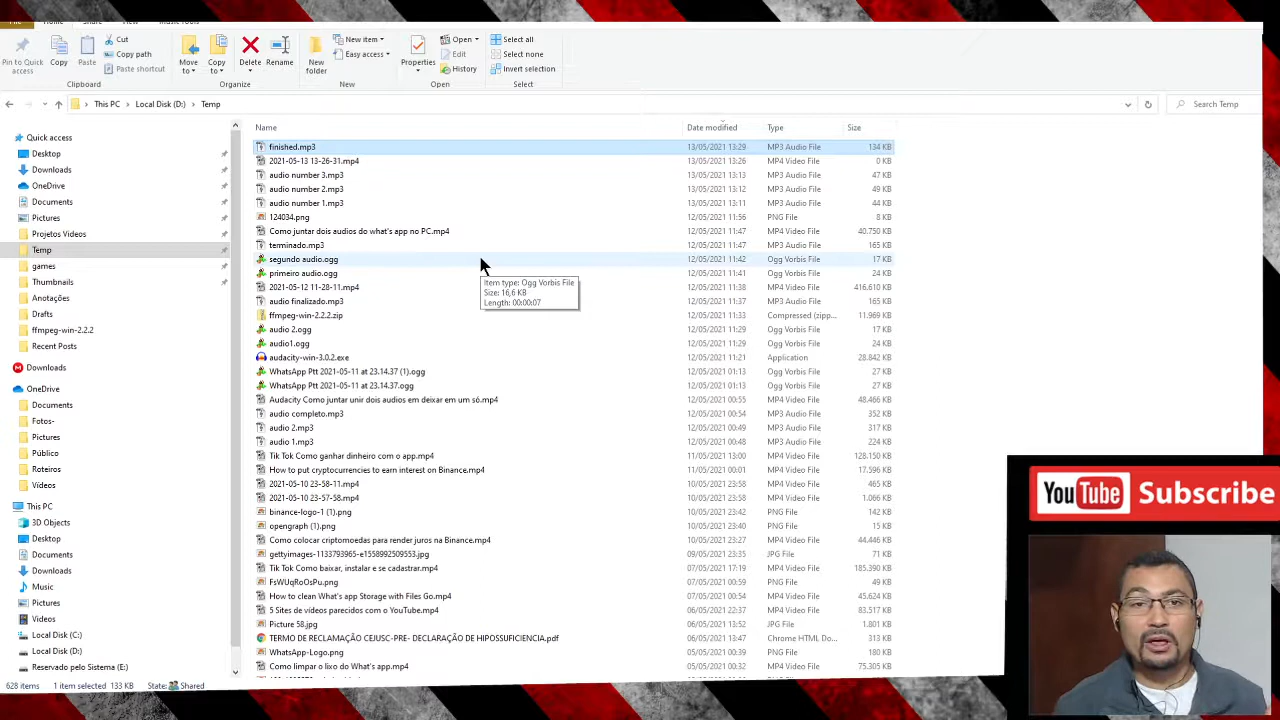 File Home Share View Music Tools
Pin to Quick access
Copy
Paste
Cut
Copy path
Paste shortcut
Clipboard
Move to
Copy to
Delete
Rename
Organize
New folder
New item
Easy access
New
Properties
Open
Edit
History
Open
Select all
Select none
Invert selection
Select
This PC > Local Disk (D:) > Temp
Search Temp
Name Date modified Type Size
Quick access
Desktop
Downloads
OneDrive
Documents
Pictures
Projetos Vídeos
Temp
games
Thumbnails
Anotações
Drafts
ffmpeg-win-2.2.2
Recent Posts
Downloads
OneDrive
Documents
Fotos-
Pictures
Público
Roteiros
Vídeos
This PC
3D Objects
Desktop
Documents
Downloads
Music
Pictures
Videos
Local Disk (C:)
Local Disk (D:)
Reservado pelo Sistema (E:)
finished.mp3 13/05/2021 13:29 MP3 Audio File 134 KB
2021-05-13 13-26-31.mp4 13/05/2021 13:26 MP4 Video File 0 KB
audio number 3.mp3 13/05/2021 13:13 MP3 Audio File 47 KB
audio number 2.mp3 13/05/2021 13:12 MP3 Audio File 49 KB
audio number 1.mp3 13/05/2021 13:11 MP3 Audio File 44 KB
124034.png 12/05/2021 11:56 PNG File 8 KB
Como juntar dois audios do what's app no PC.mp4 12/05/2021 11:47 MP4 Video File 40.750 KB
terminado.mp3 12/05/2021 11:47 MP3 Audio File 165 KB
segundo audio.ogg 12/05/2021 11:42 Ogg Vorbis File 17 KB
primeiro audio.ogg 12/05/2021 11:41 Ogg Vorbis File 24 KB
2021-05-12 11-28-11.mp4 12/05/2021 11:38 MP4 Video File 416.610 KB
audio finalizado.mp3 12/05/2021 11:37 MP3 Audio File 165 KB
ffmpeg-win-2.2.2.zip 12/05/2021 11:33 Compressed (zipp... 11.969 KB
audio 2.ogg 12/05/2021 11:29 Ogg Vorbis File 17 KB
audio1.ogg 12/05/2021 11:29 Ogg Vorbis File 24 KB
audacity-win-3.0.2.exe 12/05/2021 11:21 Application 28.842 KB
WhatsApp Ptt 2021-05-11 at 23.14.37 (1).ogg 12/05/2021 01:13 Ogg Vorbis File 27 KB
WhatsApp Ptt 2021-05-11 at 23.14.37.ogg 12/05/2021 01:13 Ogg Vorbis File 27 KB
Audacity Como juntar unir dois audios em deixar em um só.mp4 12/05/2021 00:55 MP4 Video File 48.466 KB
audio completo.mp3 12/05/2021 00:54 MP3 Audio File 352 KB
audio 2.mp3 12/05/2021 00:49 MP3 Audio File 317 KB
audio 1.mp3 12/05/2021 00:48 MP3 Audio File 224 KB
Tik Tok Como ganhar dinheiro com o app.mp4 11/05/2021 13:00 MP4 Video File 128.150 KB
How to put cryptocurrencies to earn interest on Binance.mp4 11/05/2021 00:01 MP4 Video File 17.596 KB
2021-05-10 23-58-11.mp4 10/05/2021 23:58 MP4 Video File 465 KB
2021-05-10 23-57-58.mp4 10/05/2021 23:58 MP4 Video File 1.066 KB
binance-logo-1 (1).png 10/05/2021 23:42 PNG File 142 KB
opengraph (1).png 10/05/2021 23:40 PNG File 15 KB
Como colocar criptomoedas para render juros na Binance.mp4 10/05/2021 23:27 MP4 Video File 44.446 KB
gettyimages-1133793965-e1558992509553.jpg 09/05/2021 23:35 JPG File 71 KB
Tik Tok Como baixar, instalar e se cadastrar.mp4 07/05/2021 17:19 MP4 Video File 185.390 KB
FsWUqRoOsPu.png 07/05/2021 00:59 PNG File 49 KB
How to clean What's app Storage with Files Go.mp4 07/05/2021 00:54 MP4 Video File 45.624 KB
5 Sites de vídeos parecidos com o YouTube.mp4 06/05/2021 22:37 MP4 Video File 83.517 KB
Picture 58.jpg 06/05/2021 13:52 JPG File 1.801 KB
TERMO DE RECLAMAÇÃO CEJUSC-PRE- DECLARAÇÃO DE HIPOSSUFICIENCIA.pdf 06/05/2021 13:47 Chrome HTML Do... 313 KB
WhatsApp-Logo.png 05/05/2021 00:39 PNG File 180 KB
Como limpar o lixo do What's app.mp4 05/05/2021 00:32 MP4 Video File 75.305 KB
Item type: Ogg Vorbis File
Size: 16,6 KB
Length: 00:00:07
628 items 1 item selected 133 KB State: Shared
YouTube Subscribe